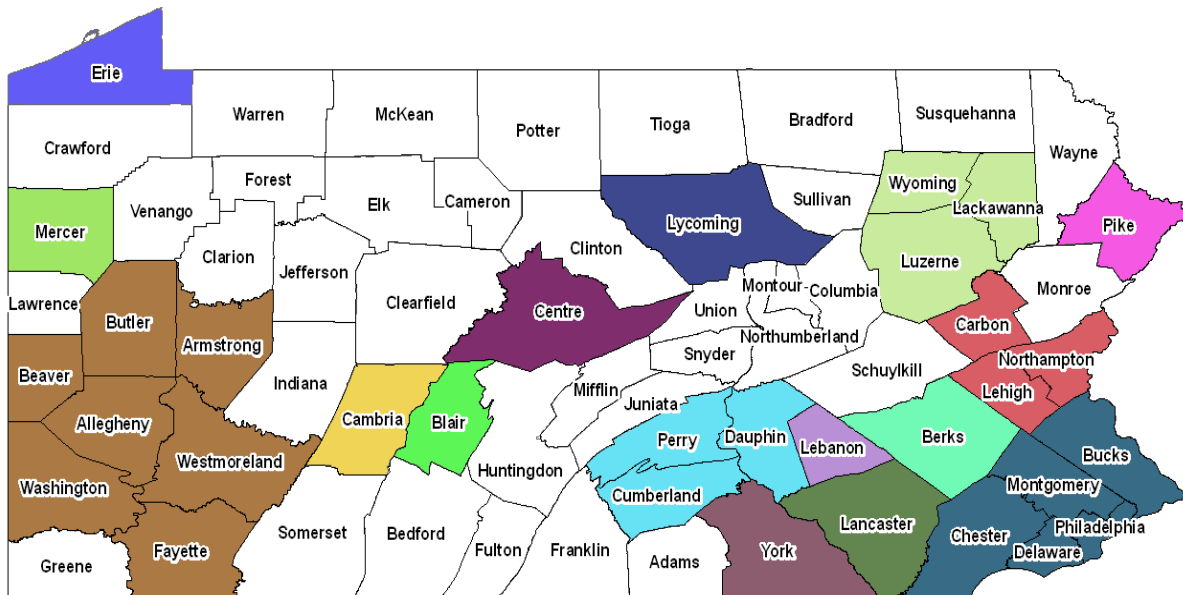 Erie
Warren
McKean
Potter
Tioga
Bradford
Susquehanna
Wayne
Crawford
Forest
Elk
Cameron
Sullivan
Wyoming
Lackawanna
Mercer
Venango
Clarion
Jefferson
Clinton
Lycoming
Luzerne
Pike
Lawrence
Butler
Armstrong
Clearfield
Centre
Union
Montour
Columbia
Monroe
Carbon
Beaver
Allegheny
Indiana
Cambria
Blair
Mifflin
Snyder
Northumberland
Schuylkill
Northampton
Lehigh
Juniata
Perry
Dauphin
Lebanon
Berks
Bucks
Washington
Westmoreland
Huntingdon
Cumberland
Montgomery
Lancaster
Chester
Philadelphia
Delaware
Greene
Fayette
Somerset
Bedford
Fulton
Franklin
Adams
York